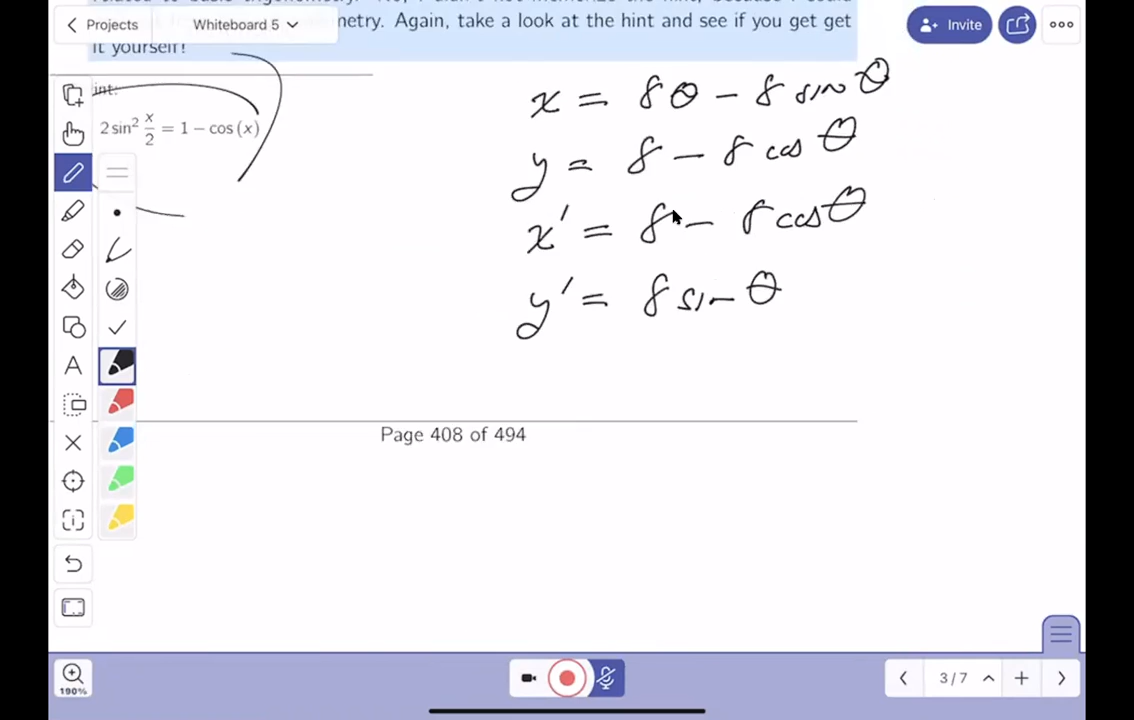 Projects
Whiteboard 5
netry. Again, take a look at the hint and see if you get get
it yourself!
Invite
int:
2 sin² x/2 = 1 − cos (x)
x = 8θ − 8 sin θ
y = 8 − 8 cos θ
x' = 8 − 8 cos θ
y' = 8 sin θ
A
Page 408 of 494
190%
3 / 7